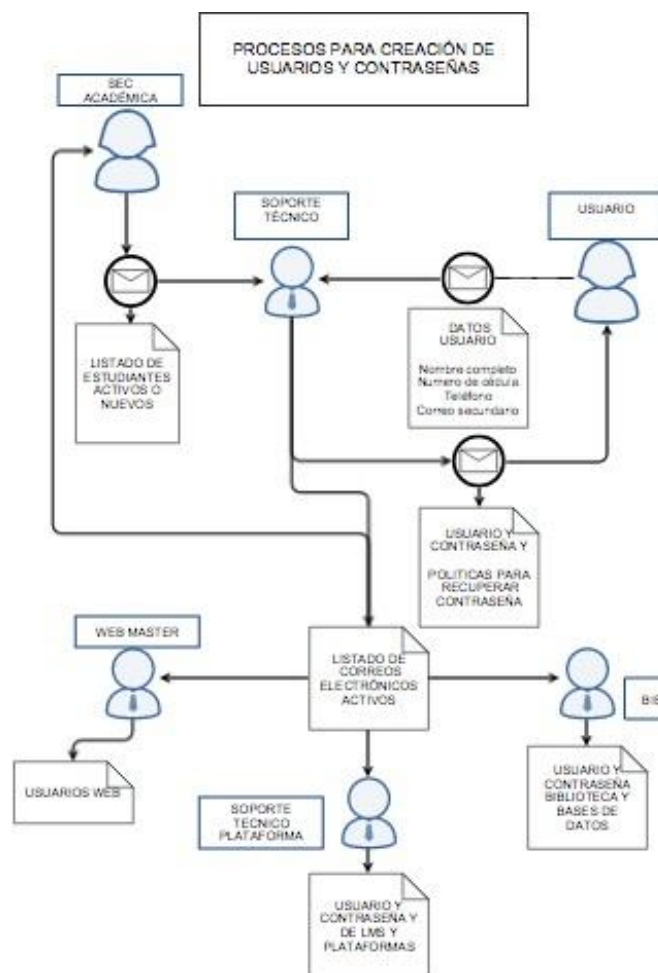 PROCESOS PARA CREACIÓN DE
USUARIOS Y CONTRASEÑAS
SEC
ACADÉMICA
SOPORTE
TÉCNICO
USUARIO
LISTADO DE
ESTUDIANTES
ACTIVOS O
NUEVOS
DATOS
USUARIO
Nombre completo
Numero de cécula
Teléfono
Correo secundario
USUARIO
Y CONTRASEÑA Y
POLITICAS PARA
RECUPERAR
CONTRASEÑA
WEB MASTER
LISTADO DE
CORREOS
ELECTRÓNICOS
ACTIVOS
BIB
USUARIOS WEB
SOPORTE
TECNICO
PLATAFORMA
USUARIO Y
CONTRASEÑA
BIBLIOTECA Y
BASES DE
DATOS
USUARIO Y
CONTRASEÑA Y
DE LMS Y
PLATAFORMAS